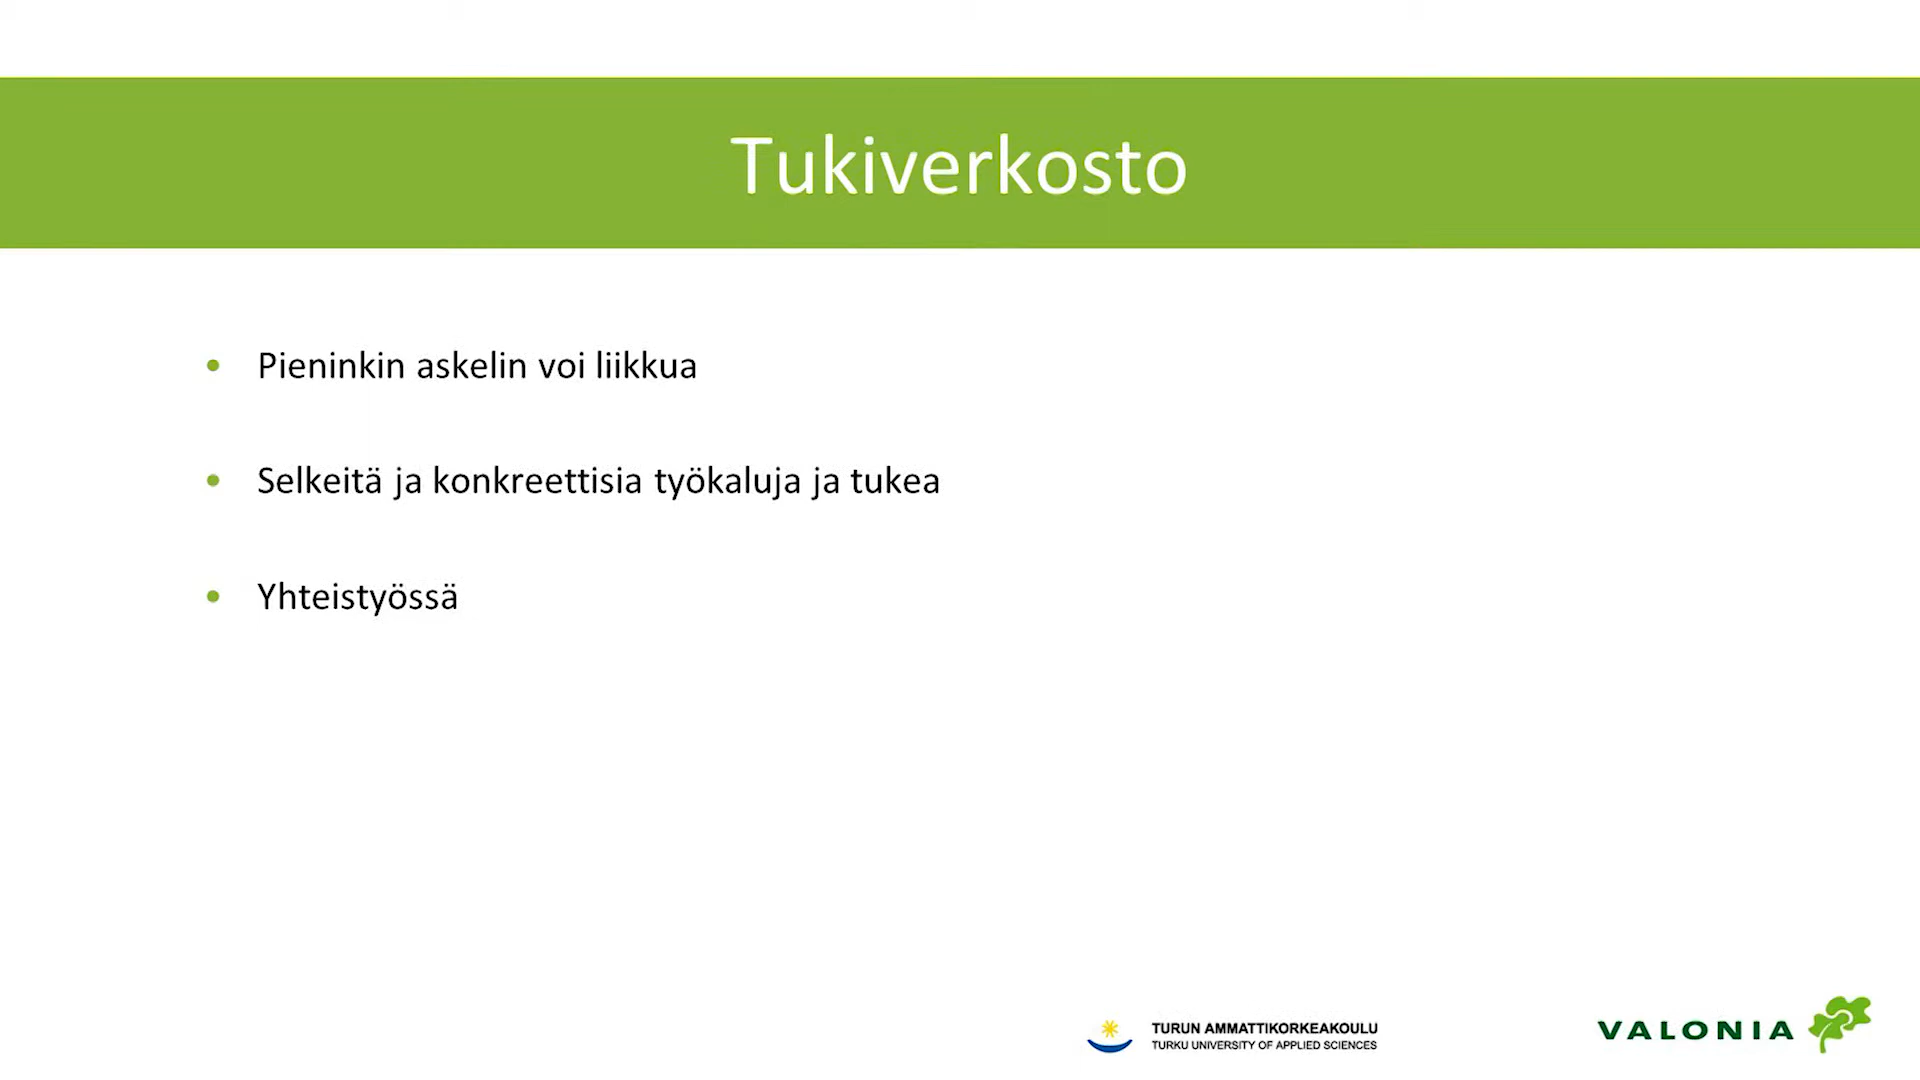 Tukiverkosto
• Pieninkin askelin voi liikkua
• Selkeitä ja konkreettisia työkaluja ja tukea
• Yhteistyössä
TURUN AMMATTIKORKEAKOULU
TURKU UNIVERSITY OF APPLIED SCIENCES
VALONIA